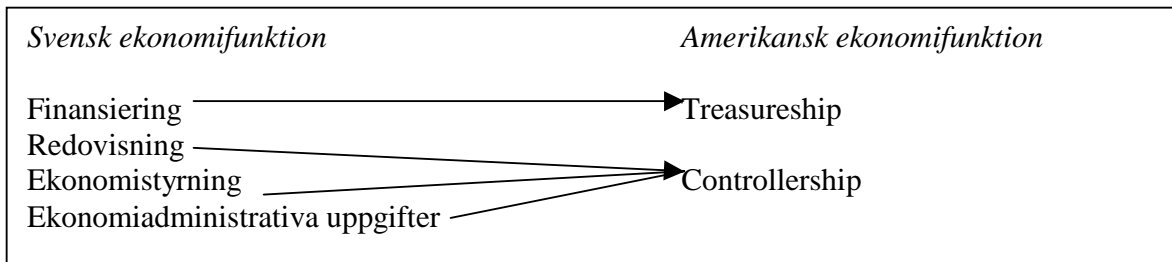 Svensk ekonomifunktion Amerikansk ekonomifunktion
Finansiering Treasureship
Redovisning
Ekonomistyrning Controllership
Ekonomiadministrativa uppgifter